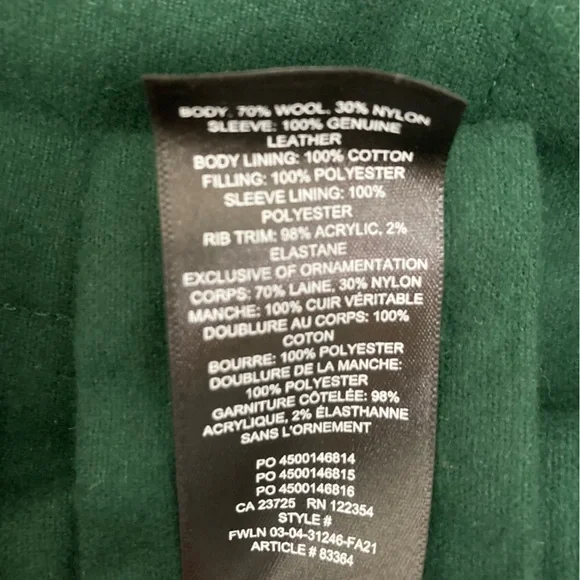 BODY: 70% WOOL, 30% NYLON
SLEEVE: 100% GENUINE
LEATHER
BODY LINING: 100% COTTON
FILLING: 100% POLYESTER
SLEEVE LINING: 100%
POLYESTER
RIB TRIM: 98% ACRYLIC, 2%
ELASTANE
EXCLUSIVE OF ORNAMENTATION
CORPS: 70% LAINE, 30% NYLON
MANCHE: 100% CUIR VÉRITABLE
DOUBLURE AU CORPS: 100%
COTON
BOURRE: 100% POLYESTER
DOUBLURE DE LA MANCHE:
100% POLYESTER
GARNITURE CÔTELÉE: 98%
ACRYLIQUE, 2% ÉLASTHANNE
SANS L'ORNEMENT
PO 4500146814
PO 4500146815
PO 4500146816
CA 23725 RN 122354
STYLE #
FWLN 03-04-31246-FA21
ARTICLE # 83364